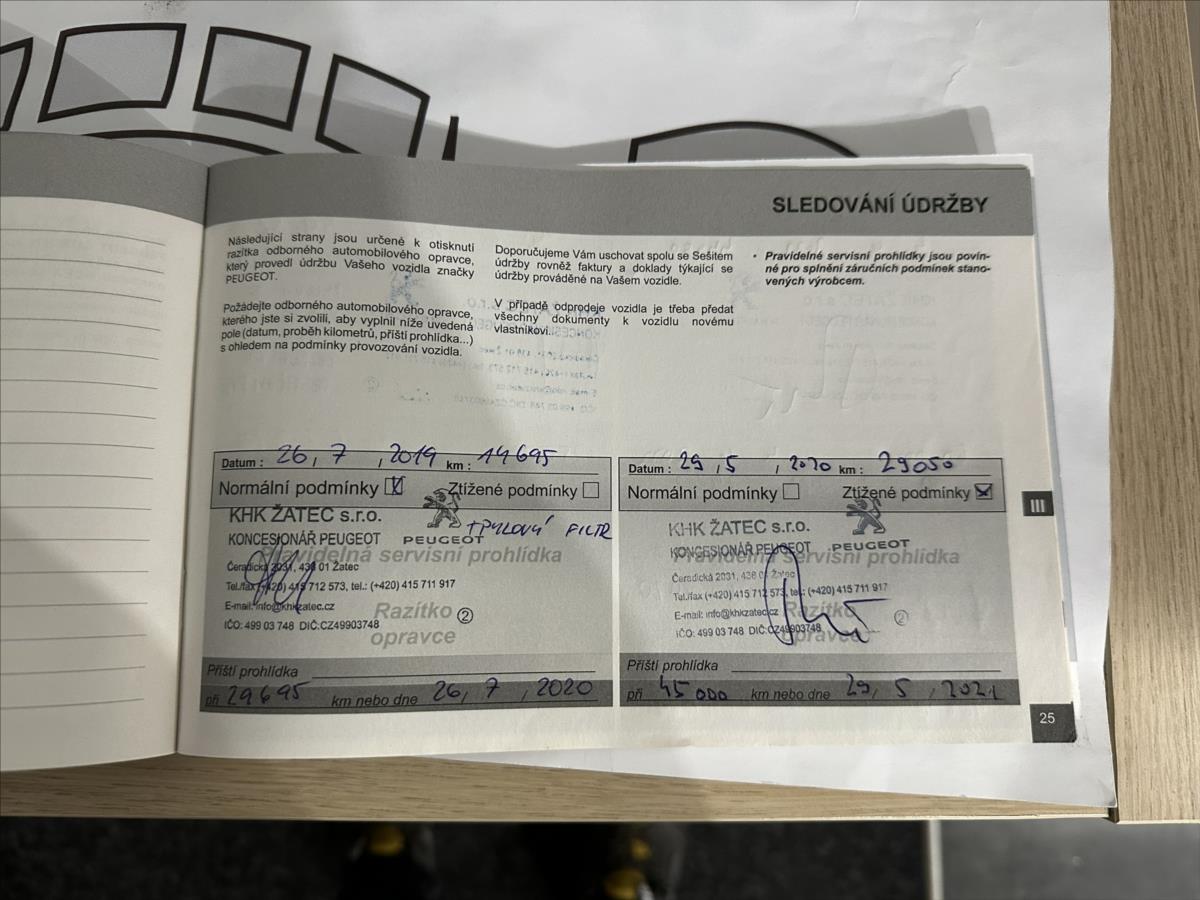 SLEDOVÁNÍ ÚDRŽBY
Následující strany jsou určené k otisknutí
razítka odborného automobilového opravce,
který provedl údržbu Vašeho vozidla značky
PEUGEOT.
Požádejte odborného automobilového opravce,
kterého jste si zvolili, aby vyplnil níže uvedená
pole (datum, proběh kilometrů, příští prohlídka...)
s ohledem na podmínky provozování vozidla.
Doporučujeme Vám uschovat spolu se Sešitem
údržby rovněž faktury a doklady týkající se
údržby prováděné na Vašem vozidle.
V případě odprodeje vozidla je třeba předat
všechny dokumenty k vozidlu novému
vlastníkovi.
• Pravidelné servisní prohlídky jsou povin-
né pro splnění záručních podmínek stano-
vených výrobcem.
Datum : 26, 7 , 2019 km : 14695
Normální podmínky Ztížené podmínky
KHK ŽATEC s.r.o.
KONCESIONÁŘ PEUGEOT PEUGEOT + PYLOVÝ FILTR
Pravidelná servisní prohlídka
Čeradická 2031, 438 01 Žatec
Tel./fax (+420) 415 712 573, tel.: (+420) 415 711 917
E-mail: info@khkzatec.cz
Razítko 2
IČO: 499 03 748 DIČ:CZ49903748
opravce
Příští prohlídka
při 29695 km nebo dne 26, 7 , 2020
Datum : 29, 5 , 2020 km : 29050
Normální podmínky Ztížené podmínky
KHK ŽATEC s.r.o.
KONCESIONÁŘ PEUGEOT PEUGEOT
Pravidelná servisní prohlídka
Čeradická 2031, 438 01 Žatec
Tel./fax (+420) 415 712 573, tel.: (+420) 415 711 917
E-mail: info@khkzatec.cz Razítko 2
IČO: 499 03 748 DIČ:CZ49903748
opravce
Příští prohlídka
při 45 000 km nebo dne 29, 5 , 2021
III
25